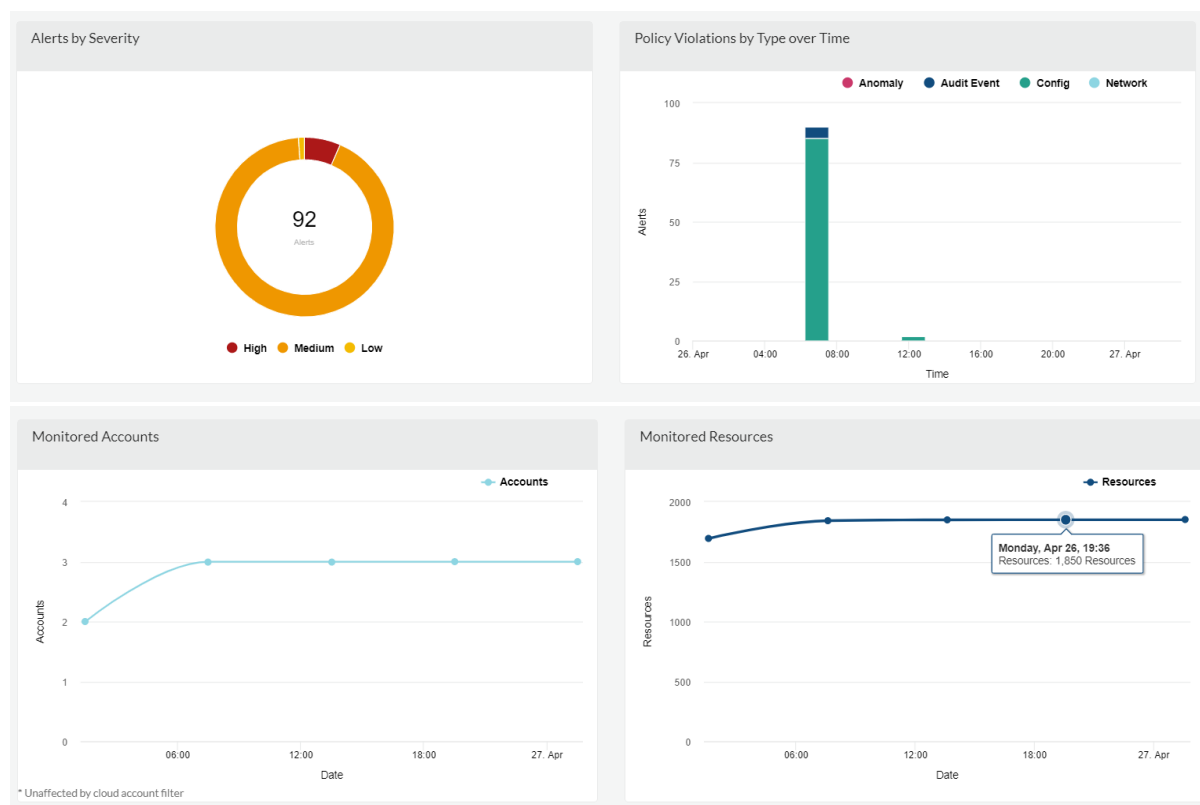 Alerts by Severity
92
Alerts
High Medium Low
Policy Violations by Type over Time
Anomaly Audit Event Config Network
100
75
50
25
0
Alerts
26. Apr 04:00 08:00 12:00 16:00 20:00 27. Apr
Time
Monitored Accounts
Accounts
4
3
2
1
0
Accounts
06:00 12:00 18:00 27. Apr
Date
* Unaffected by cloud account filter
Monitored Resources
Resources
2000
1500
1000
500
0
Resources
Monday, Apr 26, 19:36
Resources: 1,850 Resources
06:00 12:00 18:00 27. Apr
Date